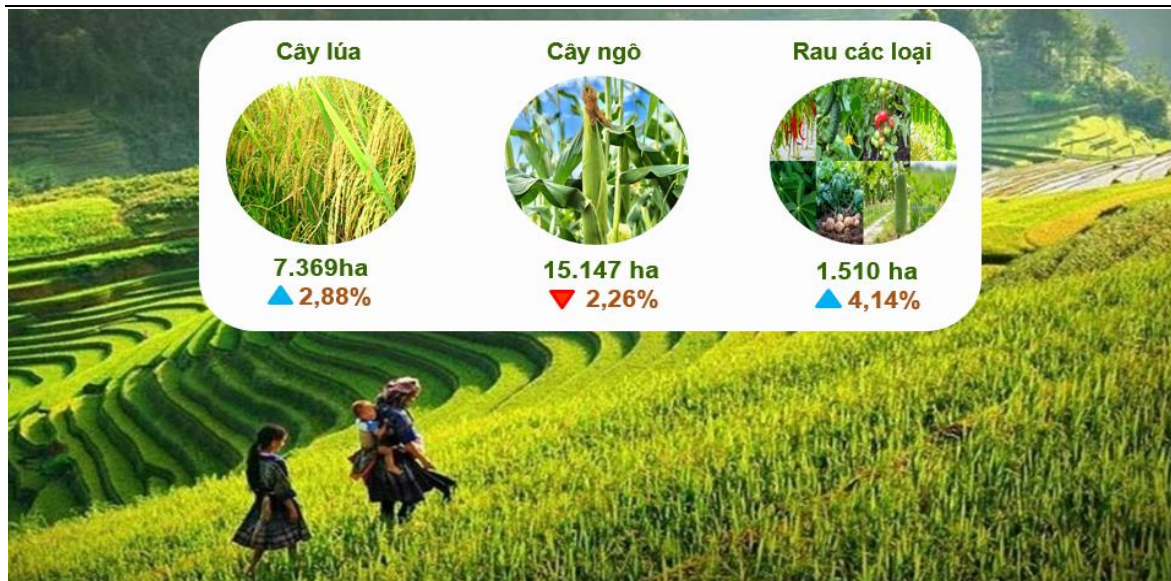 Cây lúa
Cây ngô
Rau các loại
7.369ha
15.147 ha
1.510 ha
2,88%
2,26%
4,14%